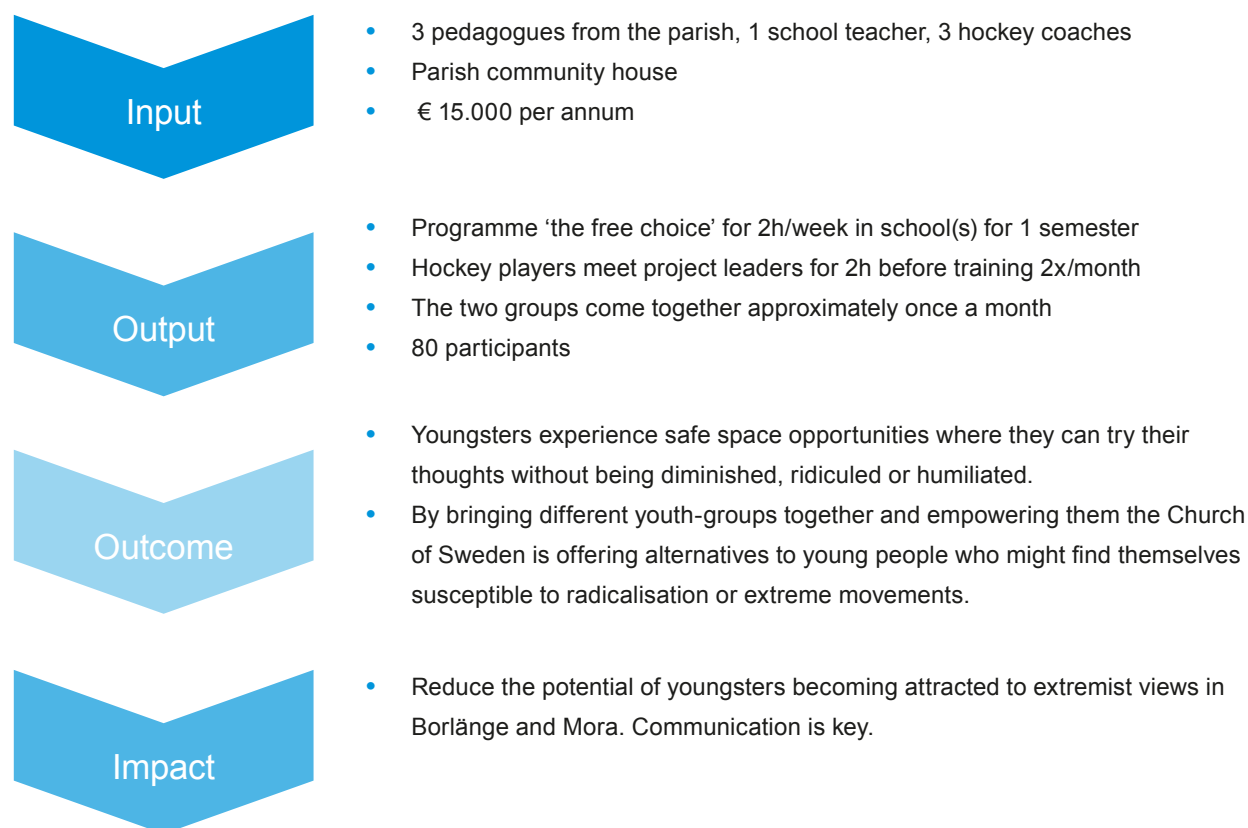 Input
• 3 pedagogues from the parish, 1 school teacher, 3 hockey coaches
• Parish community house
• € 15.000 per annum
Output
• Programme ‘the free choice’ for 2h/week in school(s) for 1 semester
• Hockey players meet project leaders for 2h before training 2x/month
• The two groups come together approximately once a month
• 80 participants
Outcome
• Youngsters experience safe space opportunities where they can try their
thoughts without being diminished, ridiculed or humiliated.
• By bringing different youth-groups together and empowering them the Church
of Sweden is offering alternatives to young people who might find themselves
susceptible to radicalisation or extreme movements.
Impact
• Reduce the potential of youngsters becoming attracted to extremist views in
Borlänge and Mora. Communication is key.